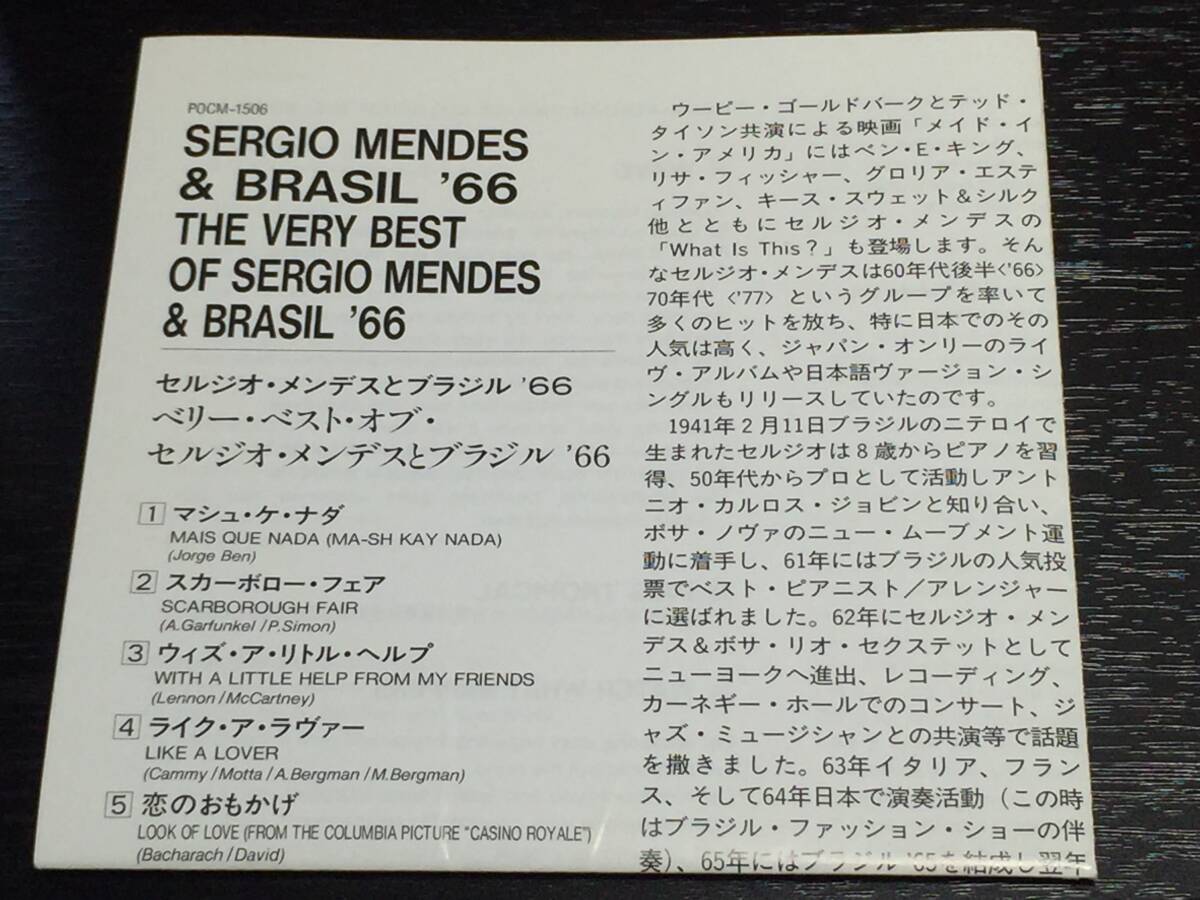 POCM-1506
SERGIO MENDES
& BRASIL '66
THE VERY BEST
OF SERGIO MENDES
& BRASIL '66
セルジオ・メンデスとブラジル '66
ベリー・ベスト・オブ・
セルジオ・メンデスとブラジル '66
1 マシュ・ケ・ナダ
MAIS QUE NADA (MA-SH KAY NADA)
(Jorge Ben)
2 スカーボロー・フェア
SCARBOROUGH FAIR
(A.Garfunkel/P.Simon)
3 ウィズ・ア・リトル・ヘルプ
WITH A LITTLE HELP FROM MY FRIENDS
(Lennon/McCartney)
4 ライク・ア・ラヴァー
LIKE A LOVER
(Cammy/Motta/A.Bergman/M.Bergman)
5 恋のおもかげ
LOOK OF LOVE (FROM THE COLUMBIA PICTURE "CASINO ROYALE")
(Bacharach/David)
ウーピー・ゴールドバークとテッド・
タイソン共演による映画「メイド・イ
ン・アメリカ」にはベン・E・キング、
リサ・フィッシャー、グロリア・エステ
ィファン、キース・スウェット&シルク
他とともにセルジオ・メンデスの
「What Is This?」も登場します。そん
なセルジオ・メンデスは60年代後半〈'66〉
70年代〈'77〉というグループを率いて
多くのヒットを放ち、特に日本でのその
人気は高く、ジャパン・オンリーのライ
ヴ・アルバムや日本語ヴァージョン・シ
ングルもリリースしていたのです。
1941年2月11日ブラジルのニテロイで
生まれたセルジオは8歳からピアノを習
得、50年代からプロとして活動しアント
ニオ・カルロス・ジョビンと知り合い、
ボサ・ノヴァのニュー・ムーブメント運
動に着手し、61年にはブラジルの人気投
票でベスト・ピアニスト/アレンジャー
に選ばれました。62年にセルジオ・メン
デス&ボサ・リオ・セクステットとして
ニューヨークへ進出、レコーディング、
カーネギー・ホールでのコンサート、ジ
ャズ・ミュージシャンとの共演等で話題
を撒きました。63年イタリア、フラン
ス、そして64年日本で演奏活動(この時
はブラジル・ファッション・ショーの伴
奏)、65年にはブラジル '65を結成し翌年